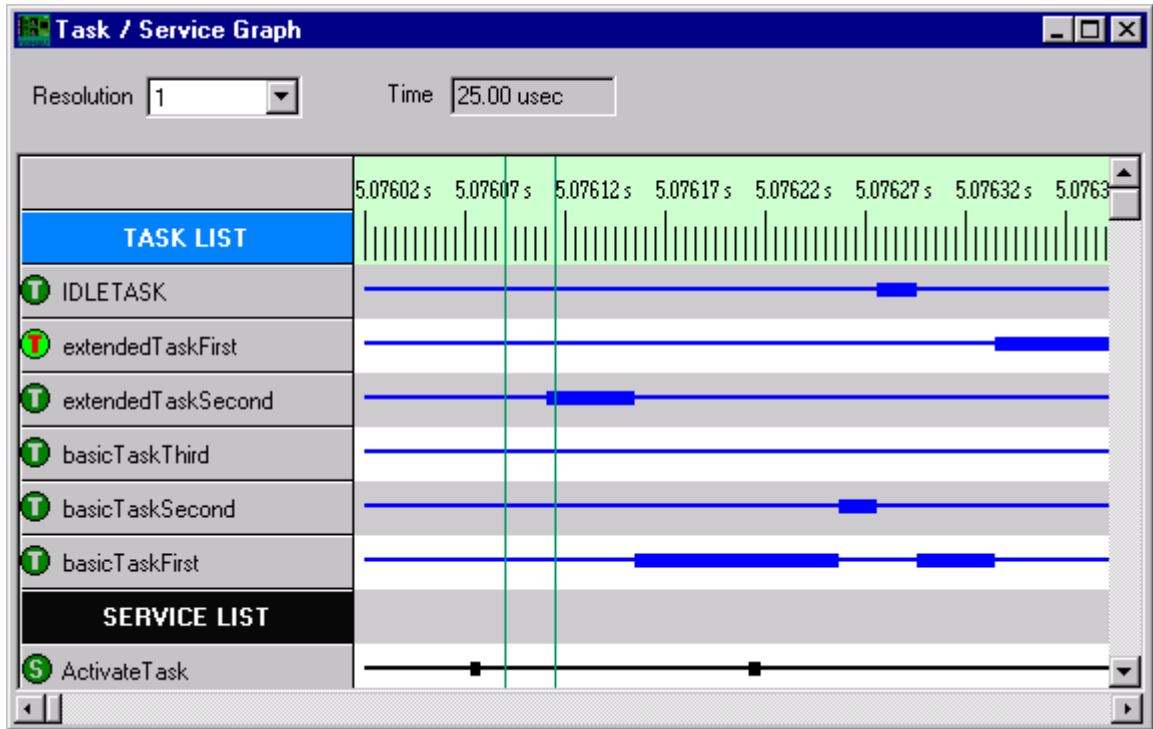 Task / Service Graph
Resolution 1 Time 25.00 usec
5.07602 s 5.07607 s 5.07612 s 5.07617 s 5.07622 s 5.07627 s 5.07632 s 5.0763
TASK LIST
T IDLETASK
T extendedTaskFirst
T extendedTaskSecond
T basicTaskThird
T basicTaskSecond
T basicTaskFirst
SERVICE LIST
S ActivateTask